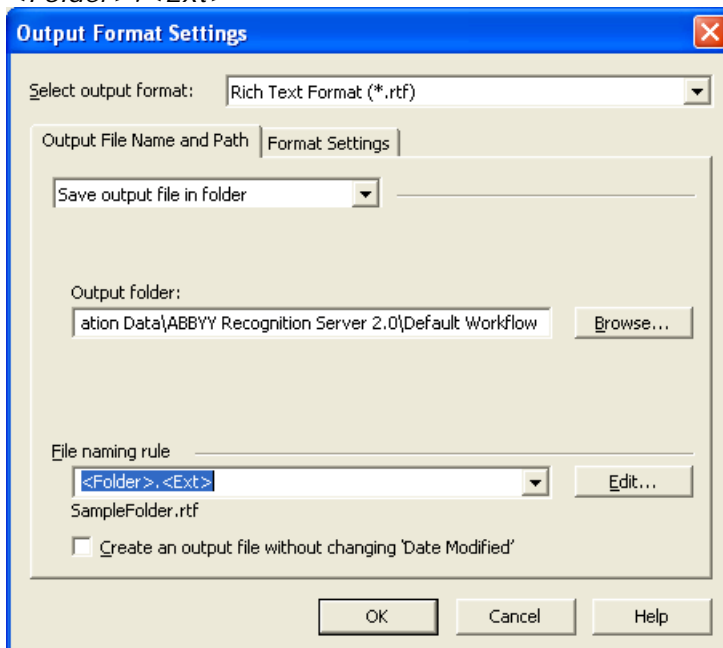 <Folder>.<Ext>
Output Format Settings
Select output format: Rich Text Format (*.rtf)
Output File Name and Path Format Settings
Save output file in folder
Output folder:
ation Data\ABBYY Recognition Server 2.0\Default Workflow Browse...
File naming rule
<Folder>.<Ext> Edit...
SampleFolder.rtf
Create an output file without changing 'Date Modified'
OK Cancel Help